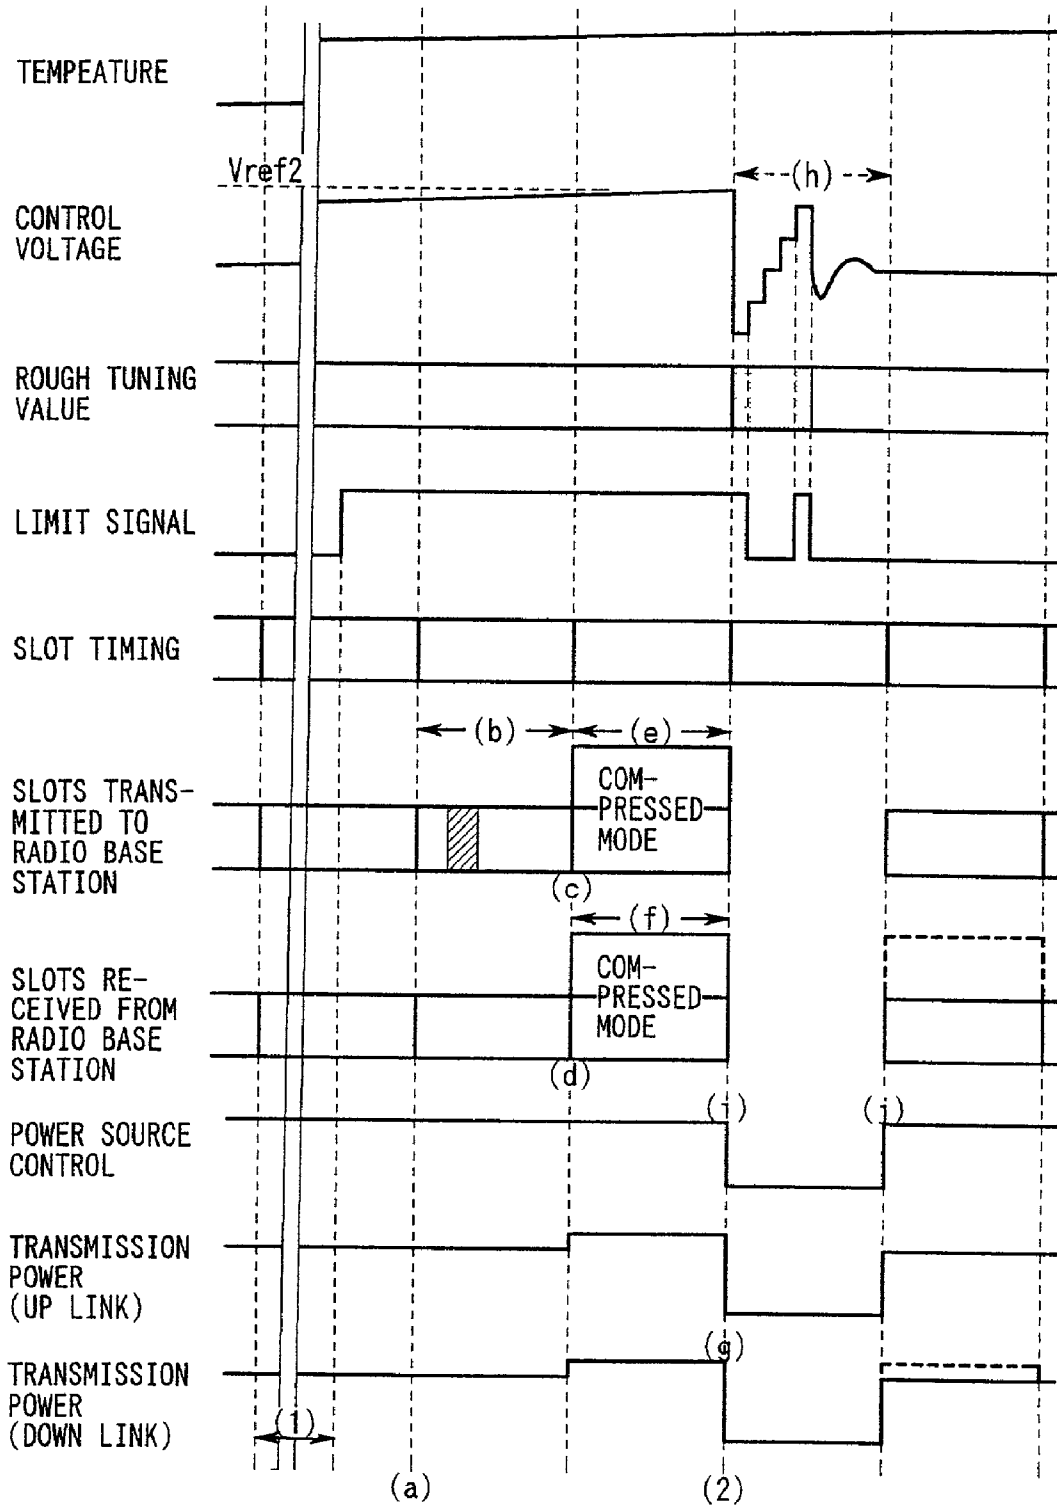 TEMPEATURE
Vref2
(h)
CONTROL
VOLTAGE
ROUGH TUNING
VALUE
LIMIT SIGNAL
SLOT TIMING
(b)
(e)
SLOTS TRANS-
MITTED TO
RADIO BASE
STATION
COM-
PRESSED
MODE
(c)
(f)
SLOTS RE-
CEIVED FROM
RADIO BASE
STATION
COM-
PRESSED
MODE
(d)
(i)
(j)
POWER SOURCE
CONTROL
TRANSMISSION
POWER
(UP LINK)
(g)
TRANSMISSION
POWER
(DOWN LINK)
(1)
(a)
(2)